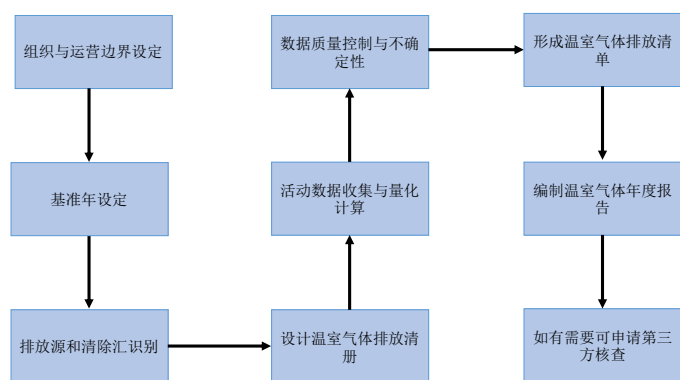 组织与运营边界设定
基准年设定
排放源和清除汇识别
设计温室气体排放清
册
活动数据收集与量化
计算
数据质量控制与不确
定性
形成温室气体排放清
单
编制温室气体年度报
告
如有需要可申请第三
方核查